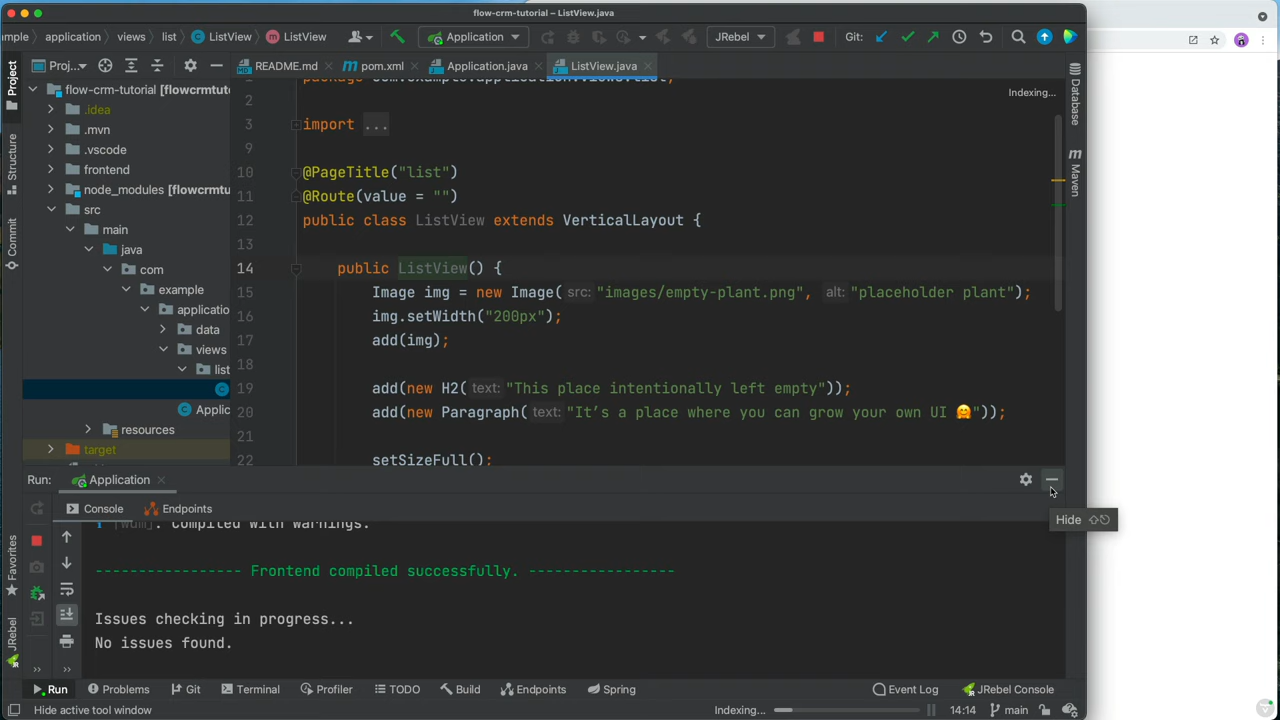 flow-crm-tutorial – ListView.java
mple
application
views
list
ListView
ListView
Application
JRebel
Git:
Proj...
README.md
pom.xml
Application.java
ListView.java
Project
Structure
Commit
Favorites
JRebel
flow-crm-tutorial [flowcrmtuto
.idea
.mvn
.vscode
frontend
node_modules [flowcrmtu
src
main
java
com
example
applicatio
data
views
list
Applic
resources
target
Indexing...
2
3 import ...
9
10 @PageTitle("list")
11 @Route(value = "")
12 public class ListView extends VerticalLayout {
13
14 public ListView() {
15 Image img = new Image( src: "images/empty-plant.png", alt: "placeholder plant");
16 img.setWidth("200px");
17 add(img);
18
19 add(new H2( text: "This place intentionally left empty"));
20 add(new Paragraph( text: "It’s a place where you can grow your own UI 🤗"));
21
22 setSizeFull();
Database
Maven
Run:
Application
Console
Endpoints
Hide ⇧⎋
i [wdm]: Compiled with warnings.
----------------- Frontend compiled successfully. -----------------
Issues checking in progress...
No issues found.
Run
Problems
Git
Terminal
Profiler
TODO
Build
Endpoints
Spring
Event Log
JRebel Console
Hide active tool window
Indexing...
14:14
main